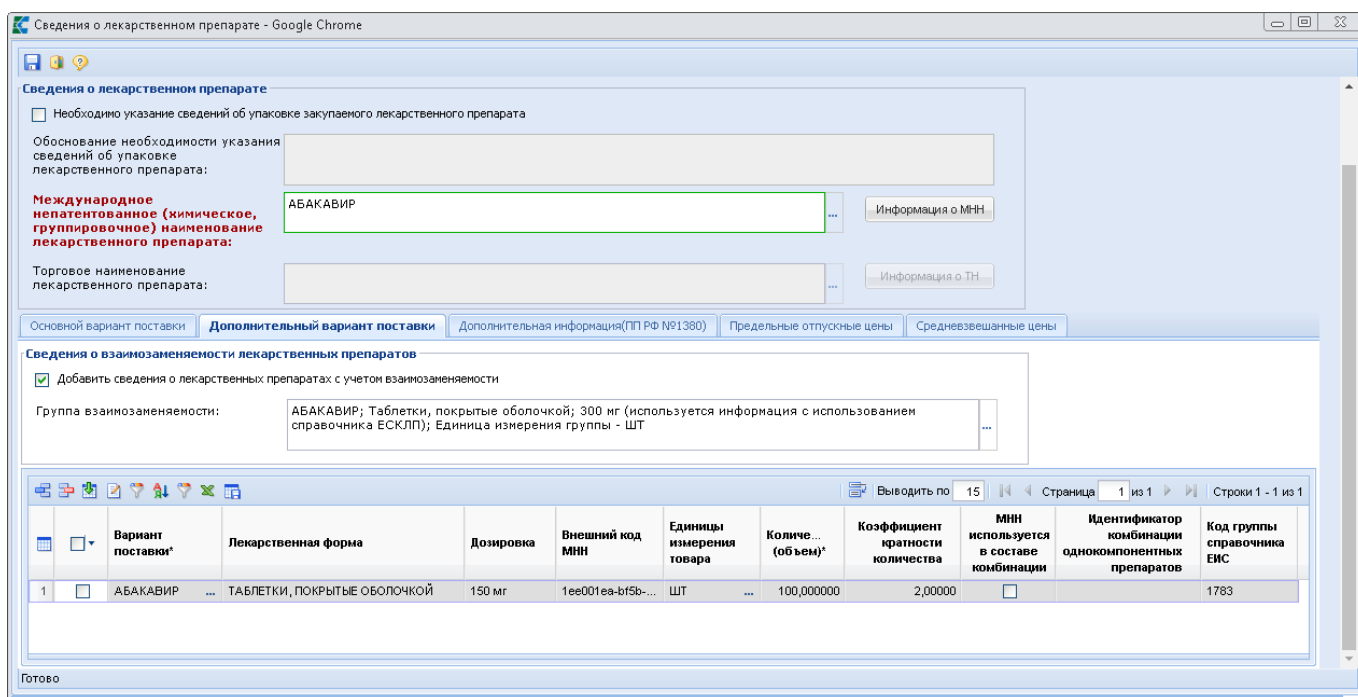 Сведения о лекарственном препарате - Google Chrome
Сведения о лекарственном препарате
Необходимо указание сведений об упаковке закупаемого лекарственного препарата
Обоснование необходимости указания
сведений об упаковке
лекарственного препарата:
Международное
непатентованное (химическое,
группировочное) наименование
лекарственного препарата:
АБАКАВИР
...
Информация о МНН
Торговое наименование
лекарственного препарата:
...
Информация о ТН
Основной вариант поставки
Дополнительный вариант поставки
Дополнительная информация(ПП РФ №1380)
Предельные отпускные цены
Средневзвешанные цены
Сведения о взаимозаменяемости лекарственных препаратов
Добавить сведения о лекарственных препаратах с учетом взаимозаменяемости
Группа взаимозаменяемости:
АБАКАВИР; Таблетки, покрытые оболочкой; 300 мг (используется информация с использованием
справочника ЕСКЛП); Единица измерения группы - ШТ
...
Выводить по 15 Страница 1 из 1 Строки 1 - 1 из 1
Вариант
поставки*
Лекарственная форма
Дозировка
Внешний код
МНН
Единицы
измерения
товара
Количе...
(объем)*
Коэффициент
кратности
количества
МНН
используется
в составе
комбинации
Идентификатор
комбинации
однокомпонентных
препаратов
Код группы
справочника
ЕИС
1 АБАКАВИР ... ТАБЛЕТКИ, ПОКРЫТЫЕ ОБОЛОЧКОЙ 150 мг 1ee001ea-bf5b-... ШТ ... 100,000000 2,00000 1783
Готово